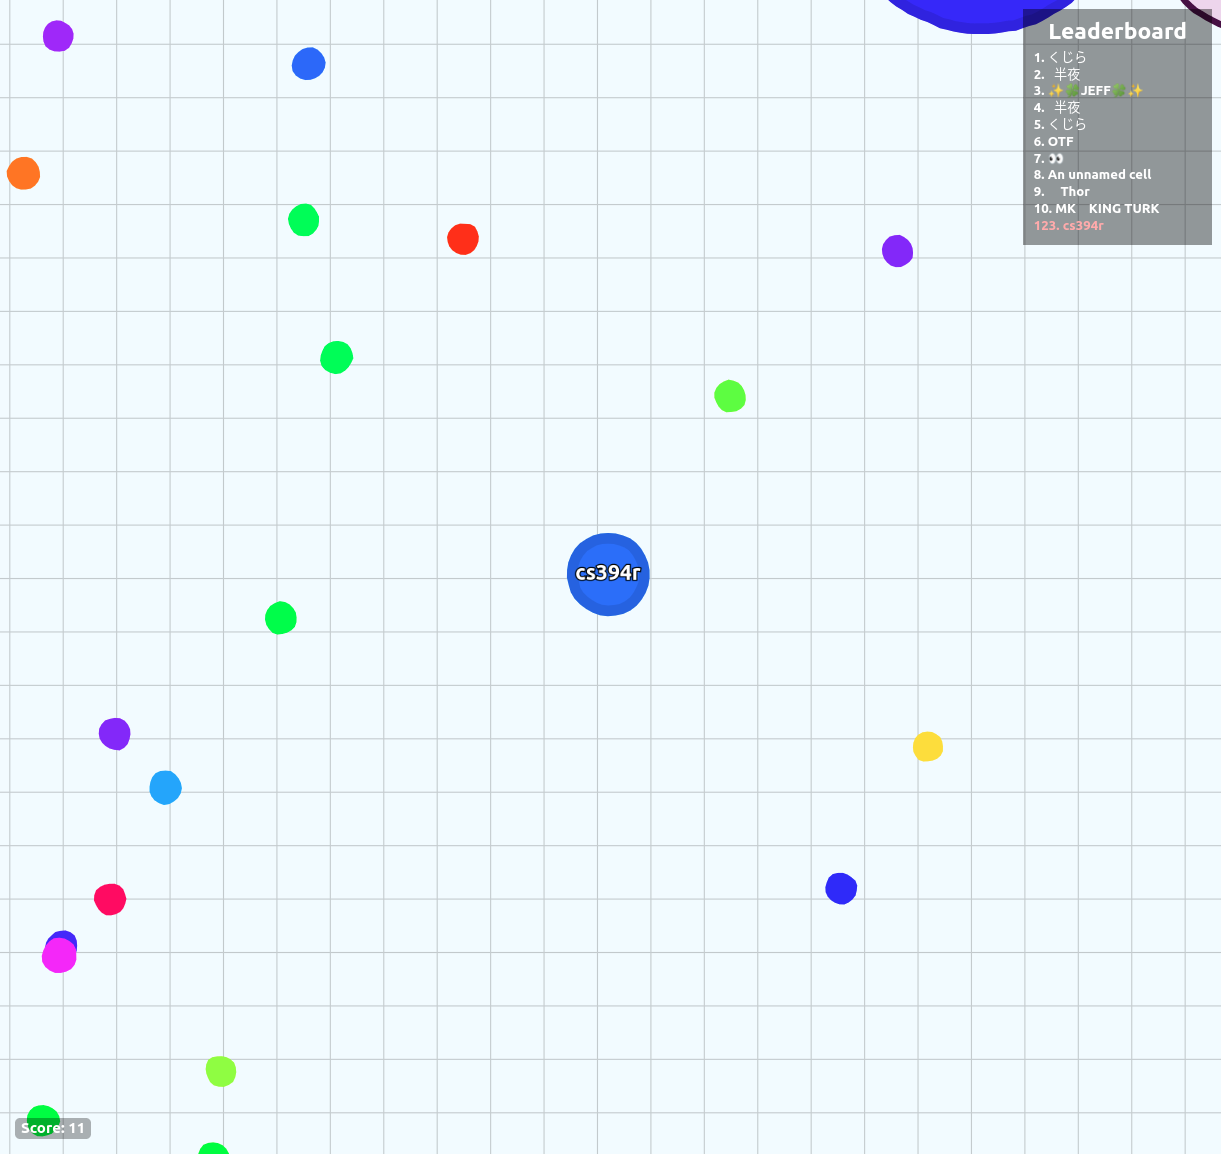 Leaderboard
1. くじら
2. 半夜
3. ✨🟢JEFF🟢✨
4. 半夜
5. くじら
6. OTF
7. 👀
8. An unnamed cell
9. Thor
10. MK KING TURK
123. cs394r
cs394r
Score: 11